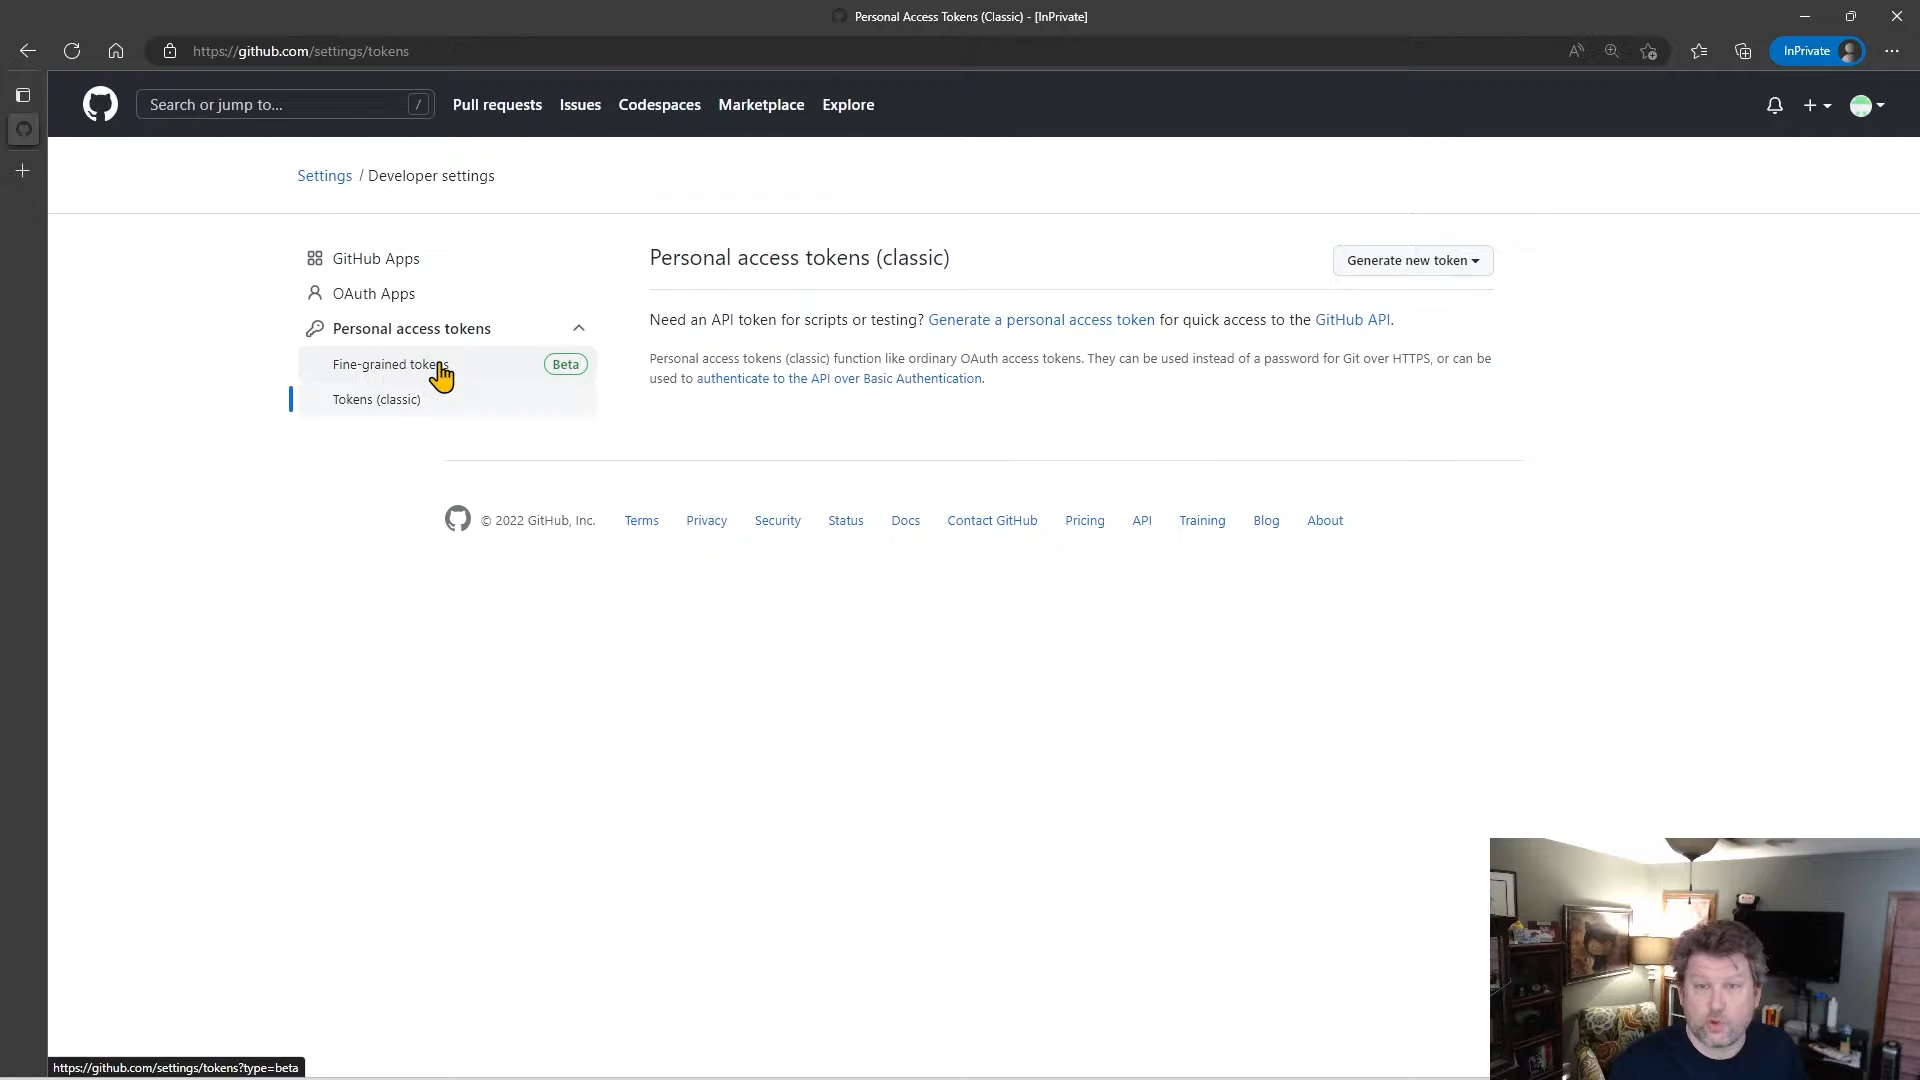 Personal Access Tokens (Classic) - [InPrivate]
https://github.com/settings/tokens
InPrivate
Search or jump to...
/
Pull requests
Issues
Codespaces
Marketplace
Explore
Settings / Developer settings
GitHub Apps
OAuth Apps
Personal access tokens
Fine-grained tokens
Beta
Tokens (classic)
Personal access tokens (classic)
Generate new token
Need an API token for scripts or testing? Generate a personal access token for quick access to the GitHub API.
Personal access tokens (classic) function like ordinary OAuth access tokens. They can be used instead of a password for Git over HTTPS, or can be
used to authenticate to the API over Basic Authentication.
© 2022 GitHub, Inc.
Terms
Privacy
Security
Status
Docs
Contact GitHub
Pricing
API
Training
Blog
About
https://github.com/settings/tokens?type=beta